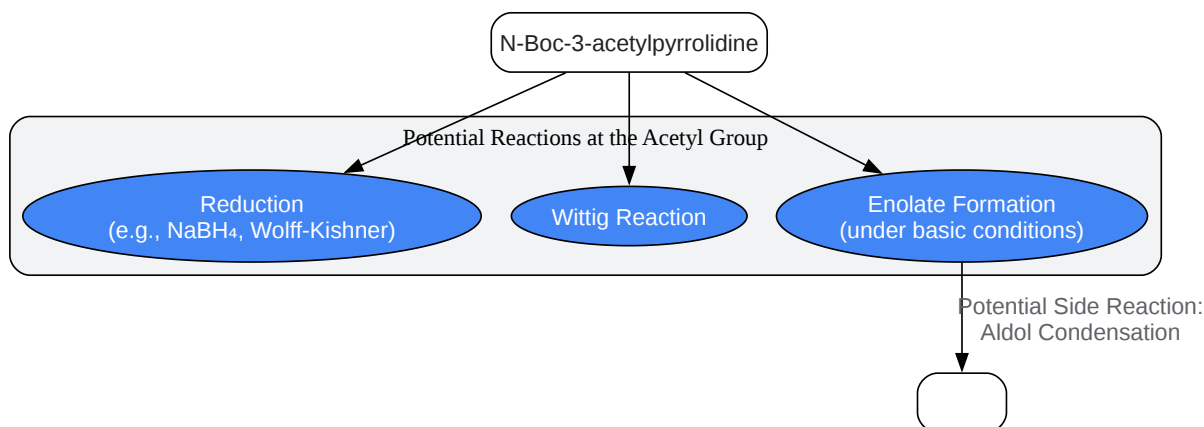 N-Boc-3-acetylpyrrolidine
Potential Reactions at the Acetyl Group
Reduction
(e.g., NaBH₄, Wolff-Kishner)
Wittig Reaction
Enolate Formation
(under basic conditions)
Potential Side Reaction:
Aldol Condensation